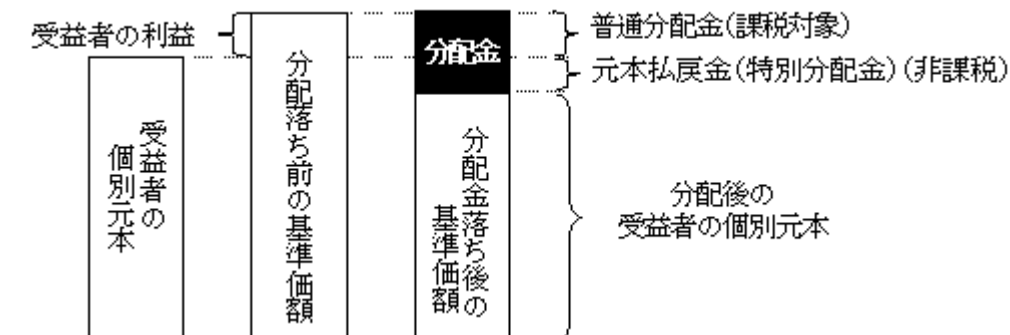 受益者の利益
分配金
普通分配金(課税対象)
元本払戻金(特別分配金)(非課税)
受益者の
個別元本
分配落ち前の基準価額
分配金落ち後の
基準価額
分配後の
受益者の個別元本